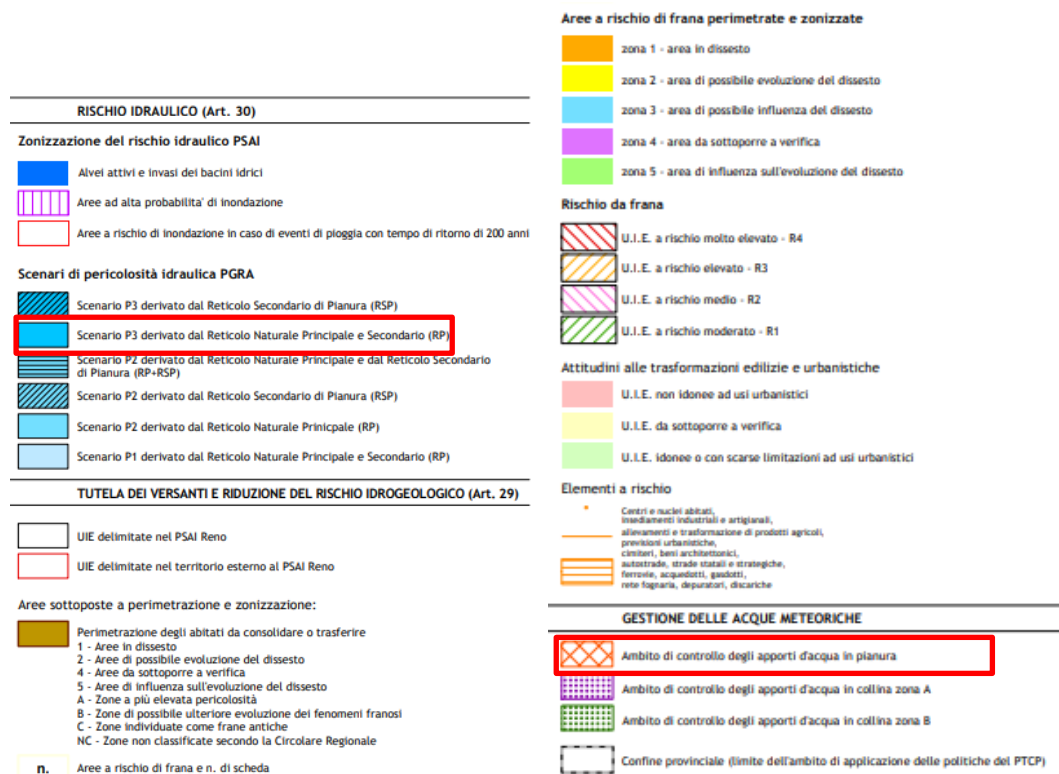 RISCHIO IDRAULICO (Art. 30)
Zonizzazione del rischio idraulico PSAI
Alvei attivi e invasi dei bacini idrici
Aree ad alta probabilita' di inondazione
Aree a rischio di inondazione in caso di eventi di pioggia con tempo di ritorno di 200 anni
Scenari di pericolosità idraulica PGRA
Scenario P3 derivato dal Reticolo Secondario di Pianura (RSP)
Scenario P3 derivato dal Reticolo Naturale Principale e Secondario (RP)
Scenario P2 derivato dal Reticolo Naturale Principale e dal Reticolo Secondario
di Pianura (RP+RSP)
Scenario P2 derivato dal Reticolo Secondario di Pianura (RSP)
Scenario P2 derivato dal Reticolo Naturale Prinicpale (RP)
Scenario P1 derivato dal Reticolo Naturale Principale e Secondario (RP)
TUTELA DEI VERSANTI E RIDUZIONE DEL RISCHIO IDROGEOLOGICO (Art. 29)
UIE delimitate nel PSAI Reno
UIE delimitate nel territorio esterno al PSAI Reno
Aree sottoposte a perimetrazione e zonizzazione:
Perimetrazione degli abitati da consolidare o trasferire
1 - Aree in dissesto
2 - Aree di possibile evoluzione del dissesto
4 - Aree da sottoporre a verifica
5 - Aree di influenza sull'evoluzione del dissesto
A - Zone a più elevata pericolosità
B - Zone di possibile ulteriore evoluzione dei fenomeni franosi
C - Zone individuate come frane antiche
NC - Zone non classificate secondo la Circolare Regionale
n. Aree a rischio di frana e n. di scheda
Aree a rischio di frana perimetrate e zonizzate
zona 1 - area in dissesto
zona 2 - area di possibile evoluzione del dissesto
zona 3 - area di possibile influenza del dissesto
zona 4 - area da sottoporre a verifica
zona 5 - area di influenza sull'evoluzione del dissesto
Rischio da frana
U.I.E. a rischio molto elevato - R4
U.I.E. a rischio elevato - R3
U.I.E. a rischio medio - R2
U.I.E. a rischio moderato - R1
Attitudini alle trasformazioni edilizie e urbanistiche
U.I.E. non idonee ad usi urbanistici
U.I.E. da sottoporre a verifica
U.I.E. idonee o con scarse limitazioni ad usi urbanistici
Elementi a rischio
Centri e nuclei abitati,
insediamenti industriali e artigianali,
allevamenti e trasformazione di prodotti agricoli,
previsioni urbanistiche,
cimiteri, beni architettonici,
autostrade, strade statali e strategiche,
ferrovie, acquedotti, gasdotti,
rete fognaria, depuratori, discariche
GESTIONE DELLE ACQUE METEORICHE
Ambito di controllo degli apporti d'acqua in pianura
Ambito di controllo degli apporti d'acqua in collina zona A
Ambito di controllo degli apporti d'acqua in collina zona B
Confine provinciale (limite dell'ambito di applicazione delle politiche del PTCP)